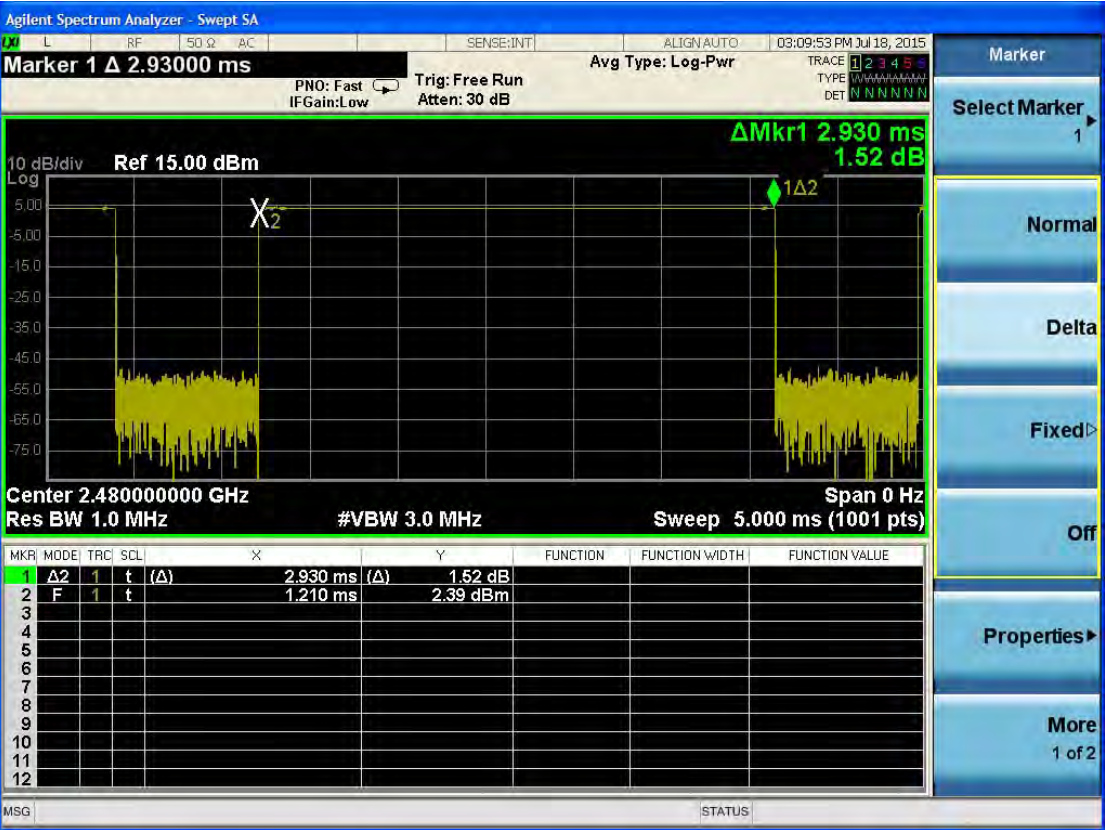 Agilent Spectrum Analyzer - Swept SA
LXI L RF 50 Ω AC SENSE:INT ALIGN AUTO 03:09:53 PM Jul 18, 2015
Marker 1 Δ 2.93000 ms
PNO: Fast
IFGain:Low
Trig: Free Run
Atten: 30 dB
Avg Type: Log-Pwr
TRACE 1 2 3 4 5 6
TYPE
DET N N N N N N
ΔMkr1 2.930 ms
1.52 dB
10 dB/div Ref 15.00 dBm
Log
5.00
-5.00
-15.0
-25.0
-35.0
-45.0
-55.0
-65.0
-75.0
X2
1Δ2
Center 2.480000000 GHz Span 0 Hz
Res BW 1.0 MHz #VBW 3.0 MHz Sweep 5.000 ms (1001 pts)
MKR MODE TRC SCL X Y FUNCTION FUNCTION WIDTH FUNCTION VALUE
1 Δ2 1 t (Δ) 2.930 ms (Δ) 1.52 dB
2 F 1 t 1.210 ms 2.39 dBm
3
4
5
6
7
8
9
10
11
12
MSG STATUS
Marker
Select Marker
1
Normal
Delta
Fixed
Off
Properties
More
1 of 2